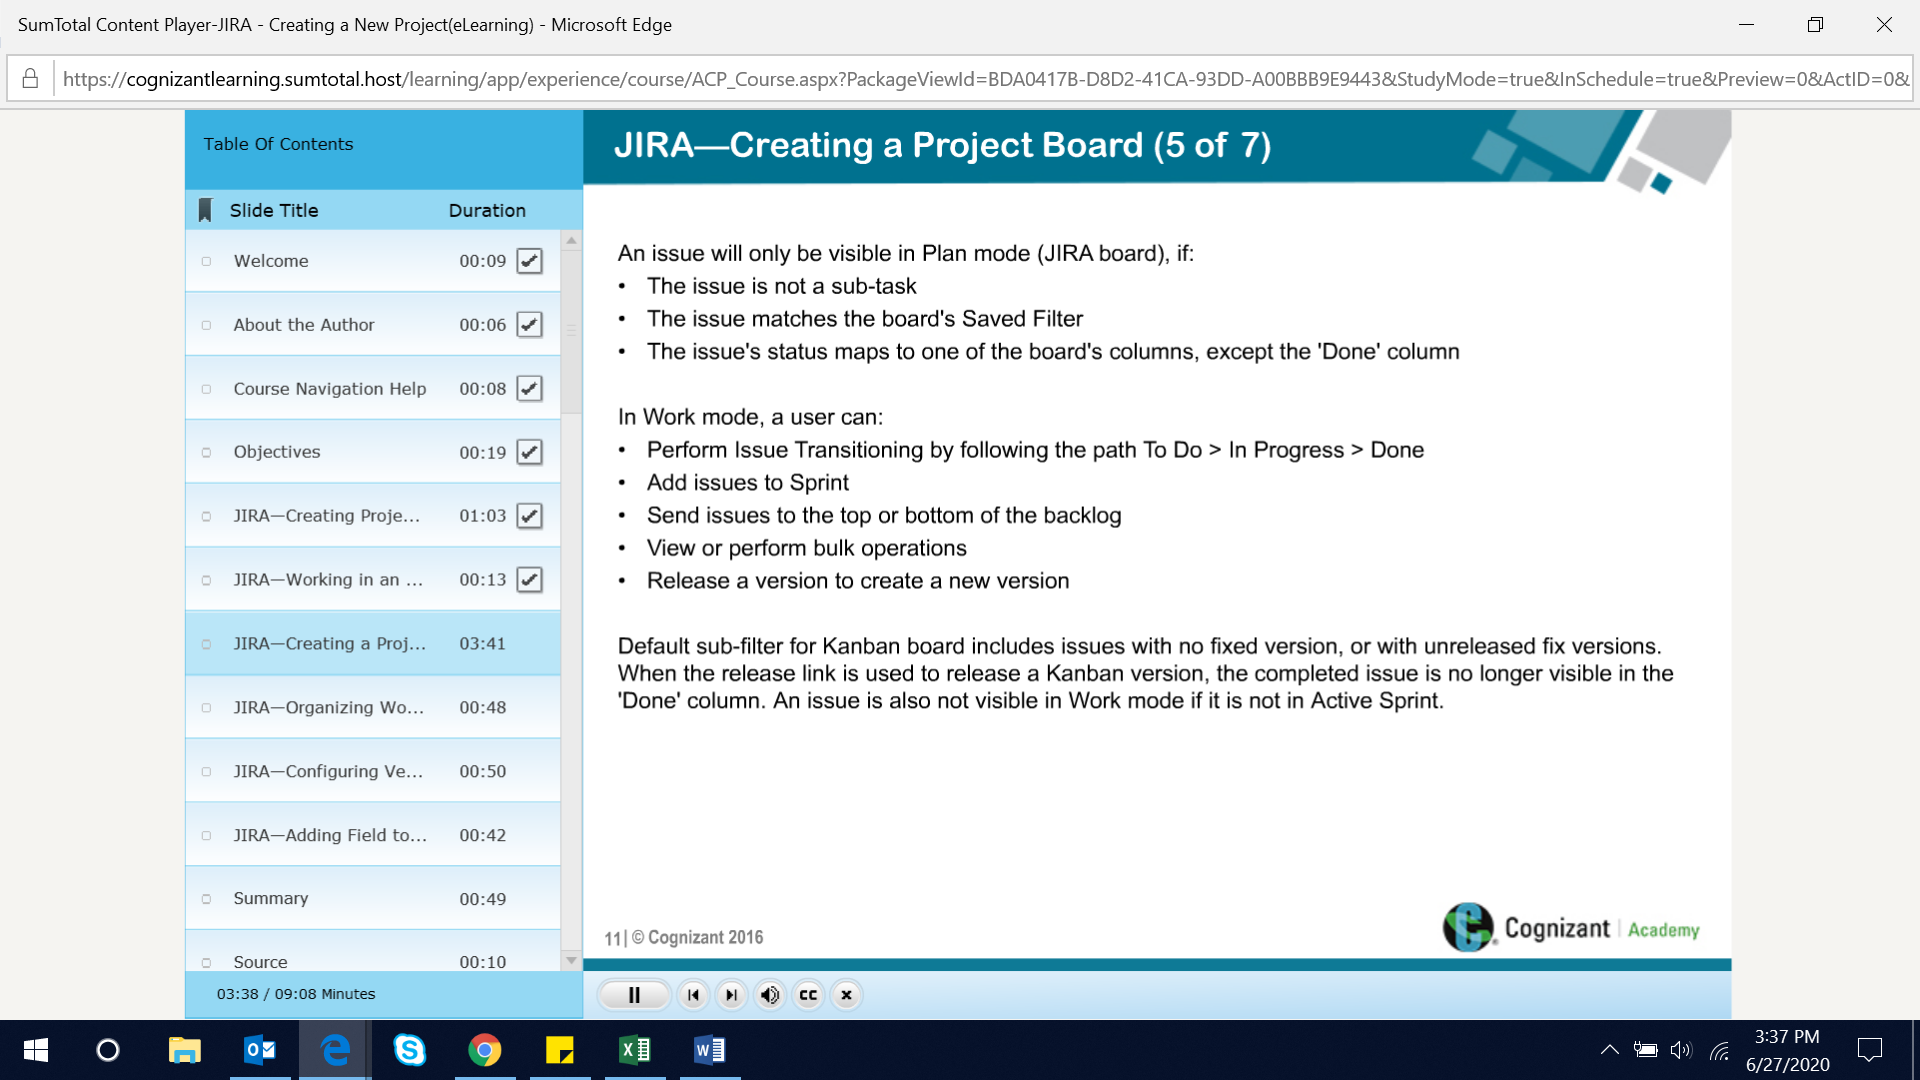 SumTotal Content Player-JIRA - Creating a New Project(eLearning) - Microsoft Edge
https://cognizantlearning.sumtotal.host/learning/app/experience/course/ACP_Course.aspx?PackageViewId=BDA0417B-D8D2-41CA-93DD-A00BBB9E9443&StudyMode=true&InSchedule=true&Preview=0&ActID=0&
Table Of Contents
Slide Title Duration
Welcome 00:09
About the Author 00:06
Course Navigation Help 00:08
Objectives 00:19
JIRA—Creating Proje... 01:03
JIRA—Working in an ... 00:13
JIRA—Creating a Proj... 03:41
JIRA—Organizing Wo... 00:48
JIRA—Configuring Ve... 00:50
JIRA—Adding Field to... 00:42
Summary 00:49
Source 00:10
03:38 / 09:08 Minutes
JIRA—Creating a Project Board (5 of 7)
An issue will only be visible in Plan mode (JIRA board), if:
• The issue is not a sub-task
• The issue matches the board's Saved Filter
• The issue's status maps to one of the board's columns, except the 'Done' column
In Work mode, a user can:
• Perform Issue Transitioning by following the path To Do > In Progress > Done
• Add issues to Sprint
• Send issues to the top or bottom of the backlog
• View or perform bulk operations
• Release a version to create a new version
Default sub-filter for Kanban board includes issues with no fixed version, or with unreleased fix versions.
When the release link is used to release a Kanban version, the completed issue is no longer visible in the
'Done' column. An issue is also not visible in Work mode if it is not in Active Sprint.
11| © Cognizant 2016
Cognizant | Academy
CC
3:37 PM
6/27/2020